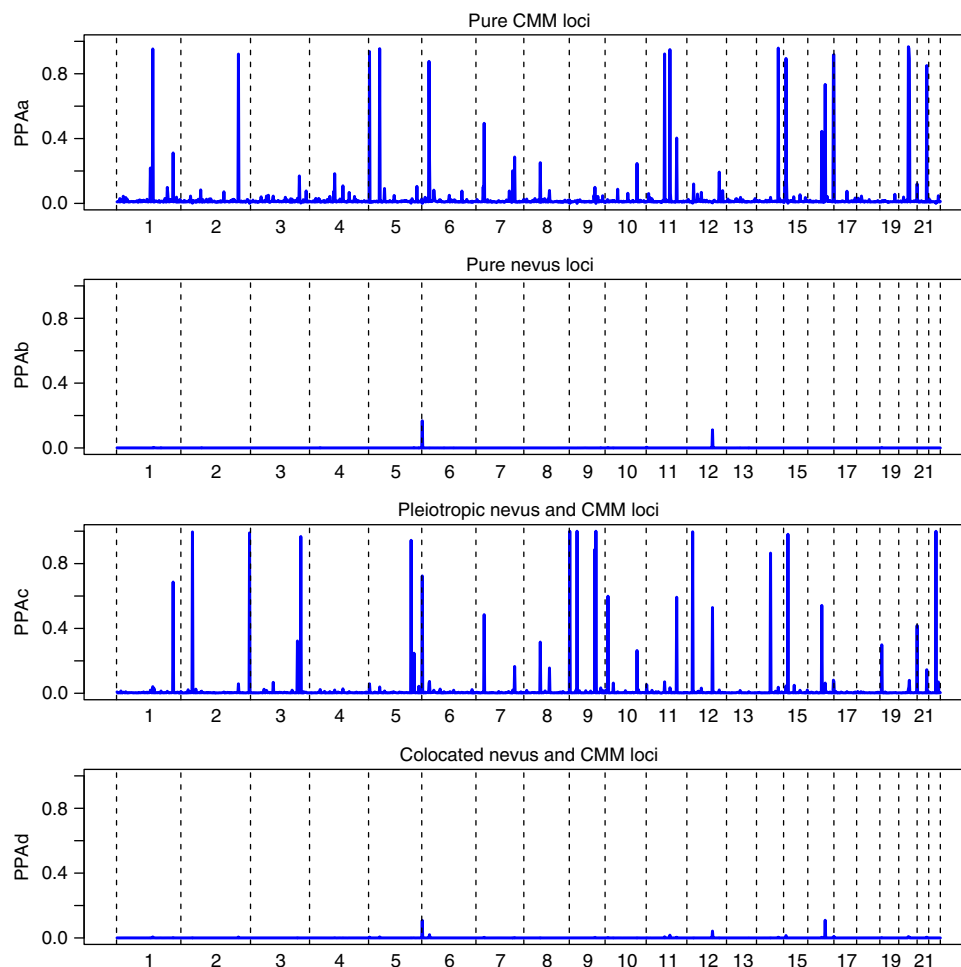 Pure CMM loci
PPAa
0.8
0.4
0.0
1 2 3 4 5 6 7 8 9 10 11 12 13 15 17 19 21
Pure nevus loci
PPAb
0.8
0.4
0.0
1 2 3 4 5 6 7 8 9 10 11 12 13 15 17 19 21
Pleiotropic nevus and CMM loci
PPAc
0.8
0.4
0.0
1 2 3 4 5 6 7 8 9 10 11 12 13 15 17 19 21
Colocated nevus and CMM loci
PPAd
0.8
0.4
0.0
1 2 3 4 5 6 7 8 9 10 11 12 13 15 17 19 21